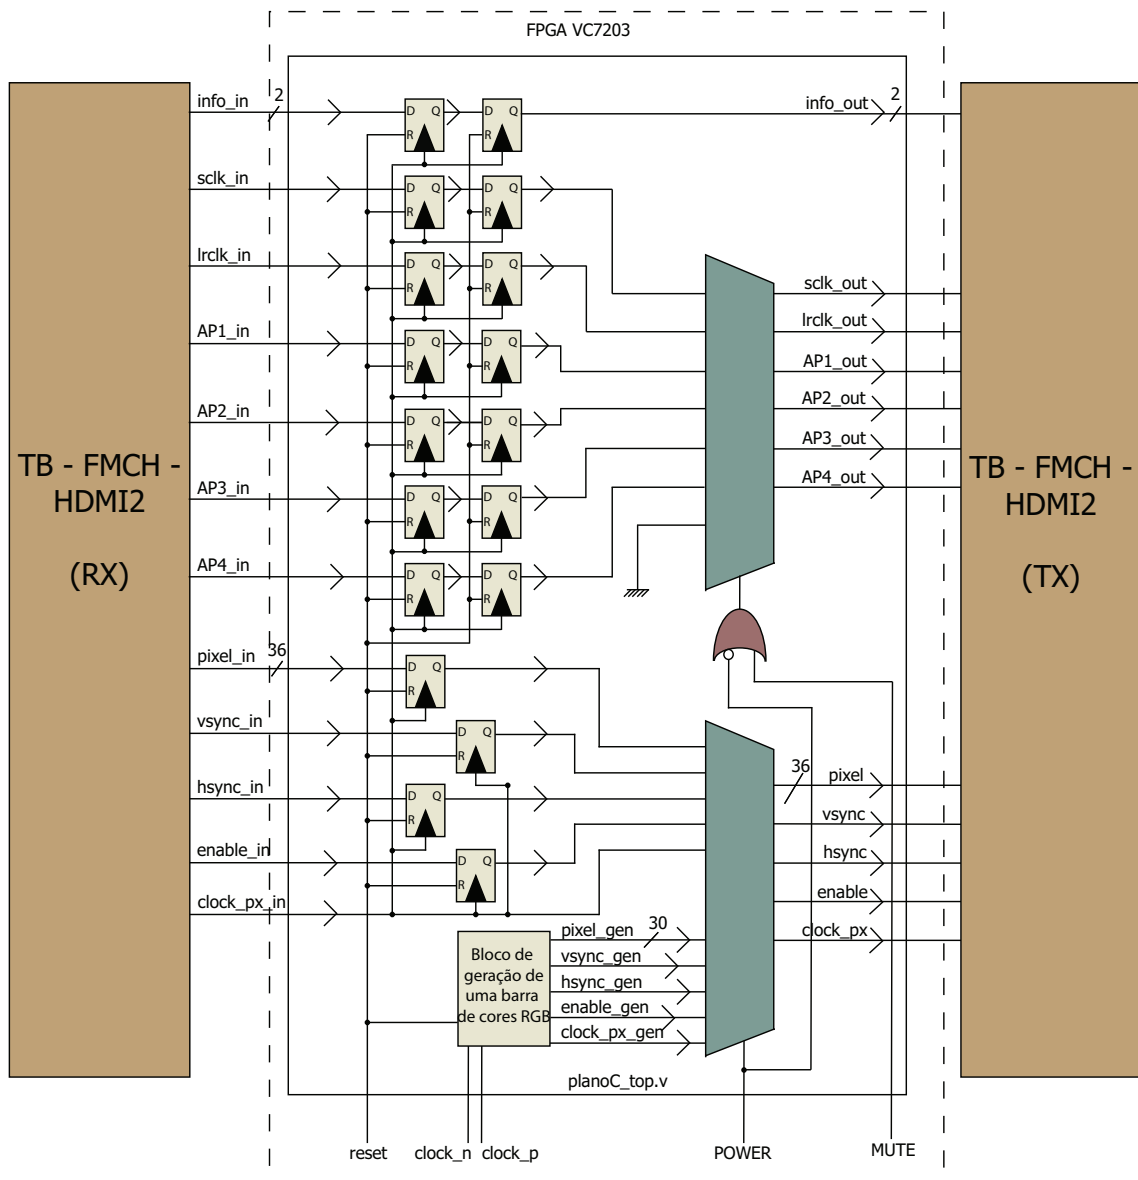 FPGA VC7203
info_in
2
D Q
R
D Q
R
info_out
2
sclk_in
D Q
R
D Q
R
lrclk_in
D Q
R
D Q
R
sclk_out
lrclk_out
AP1_in
D Q
R
D Q
R
AP1_out
AP2_in
D Q
R
D Q
R
AP2_out
AP3_out
TB - FMCH -
HDMI2
(RX)
AP3_in
D Q
R
D Q
R
AP4_out
TB - FMCH -
HDMI2
(TX)
AP4_in
D Q
R
D Q
R
pixel_in
36
D Q
R
vsync_in
D Q
R
hsync_in
D Q
R
36
pixel
vsync
enable_in
D Q
R
hsync
clock_px_in
enable
clock_px
Bloco de
geração de
uma barra
de cores RGB
pixel_gen
30
vsync_gen
hsync_gen
enable_gen
clock_px_gen
planoC_top.v
reset
clock_n
clock_p
POWER
MUTE